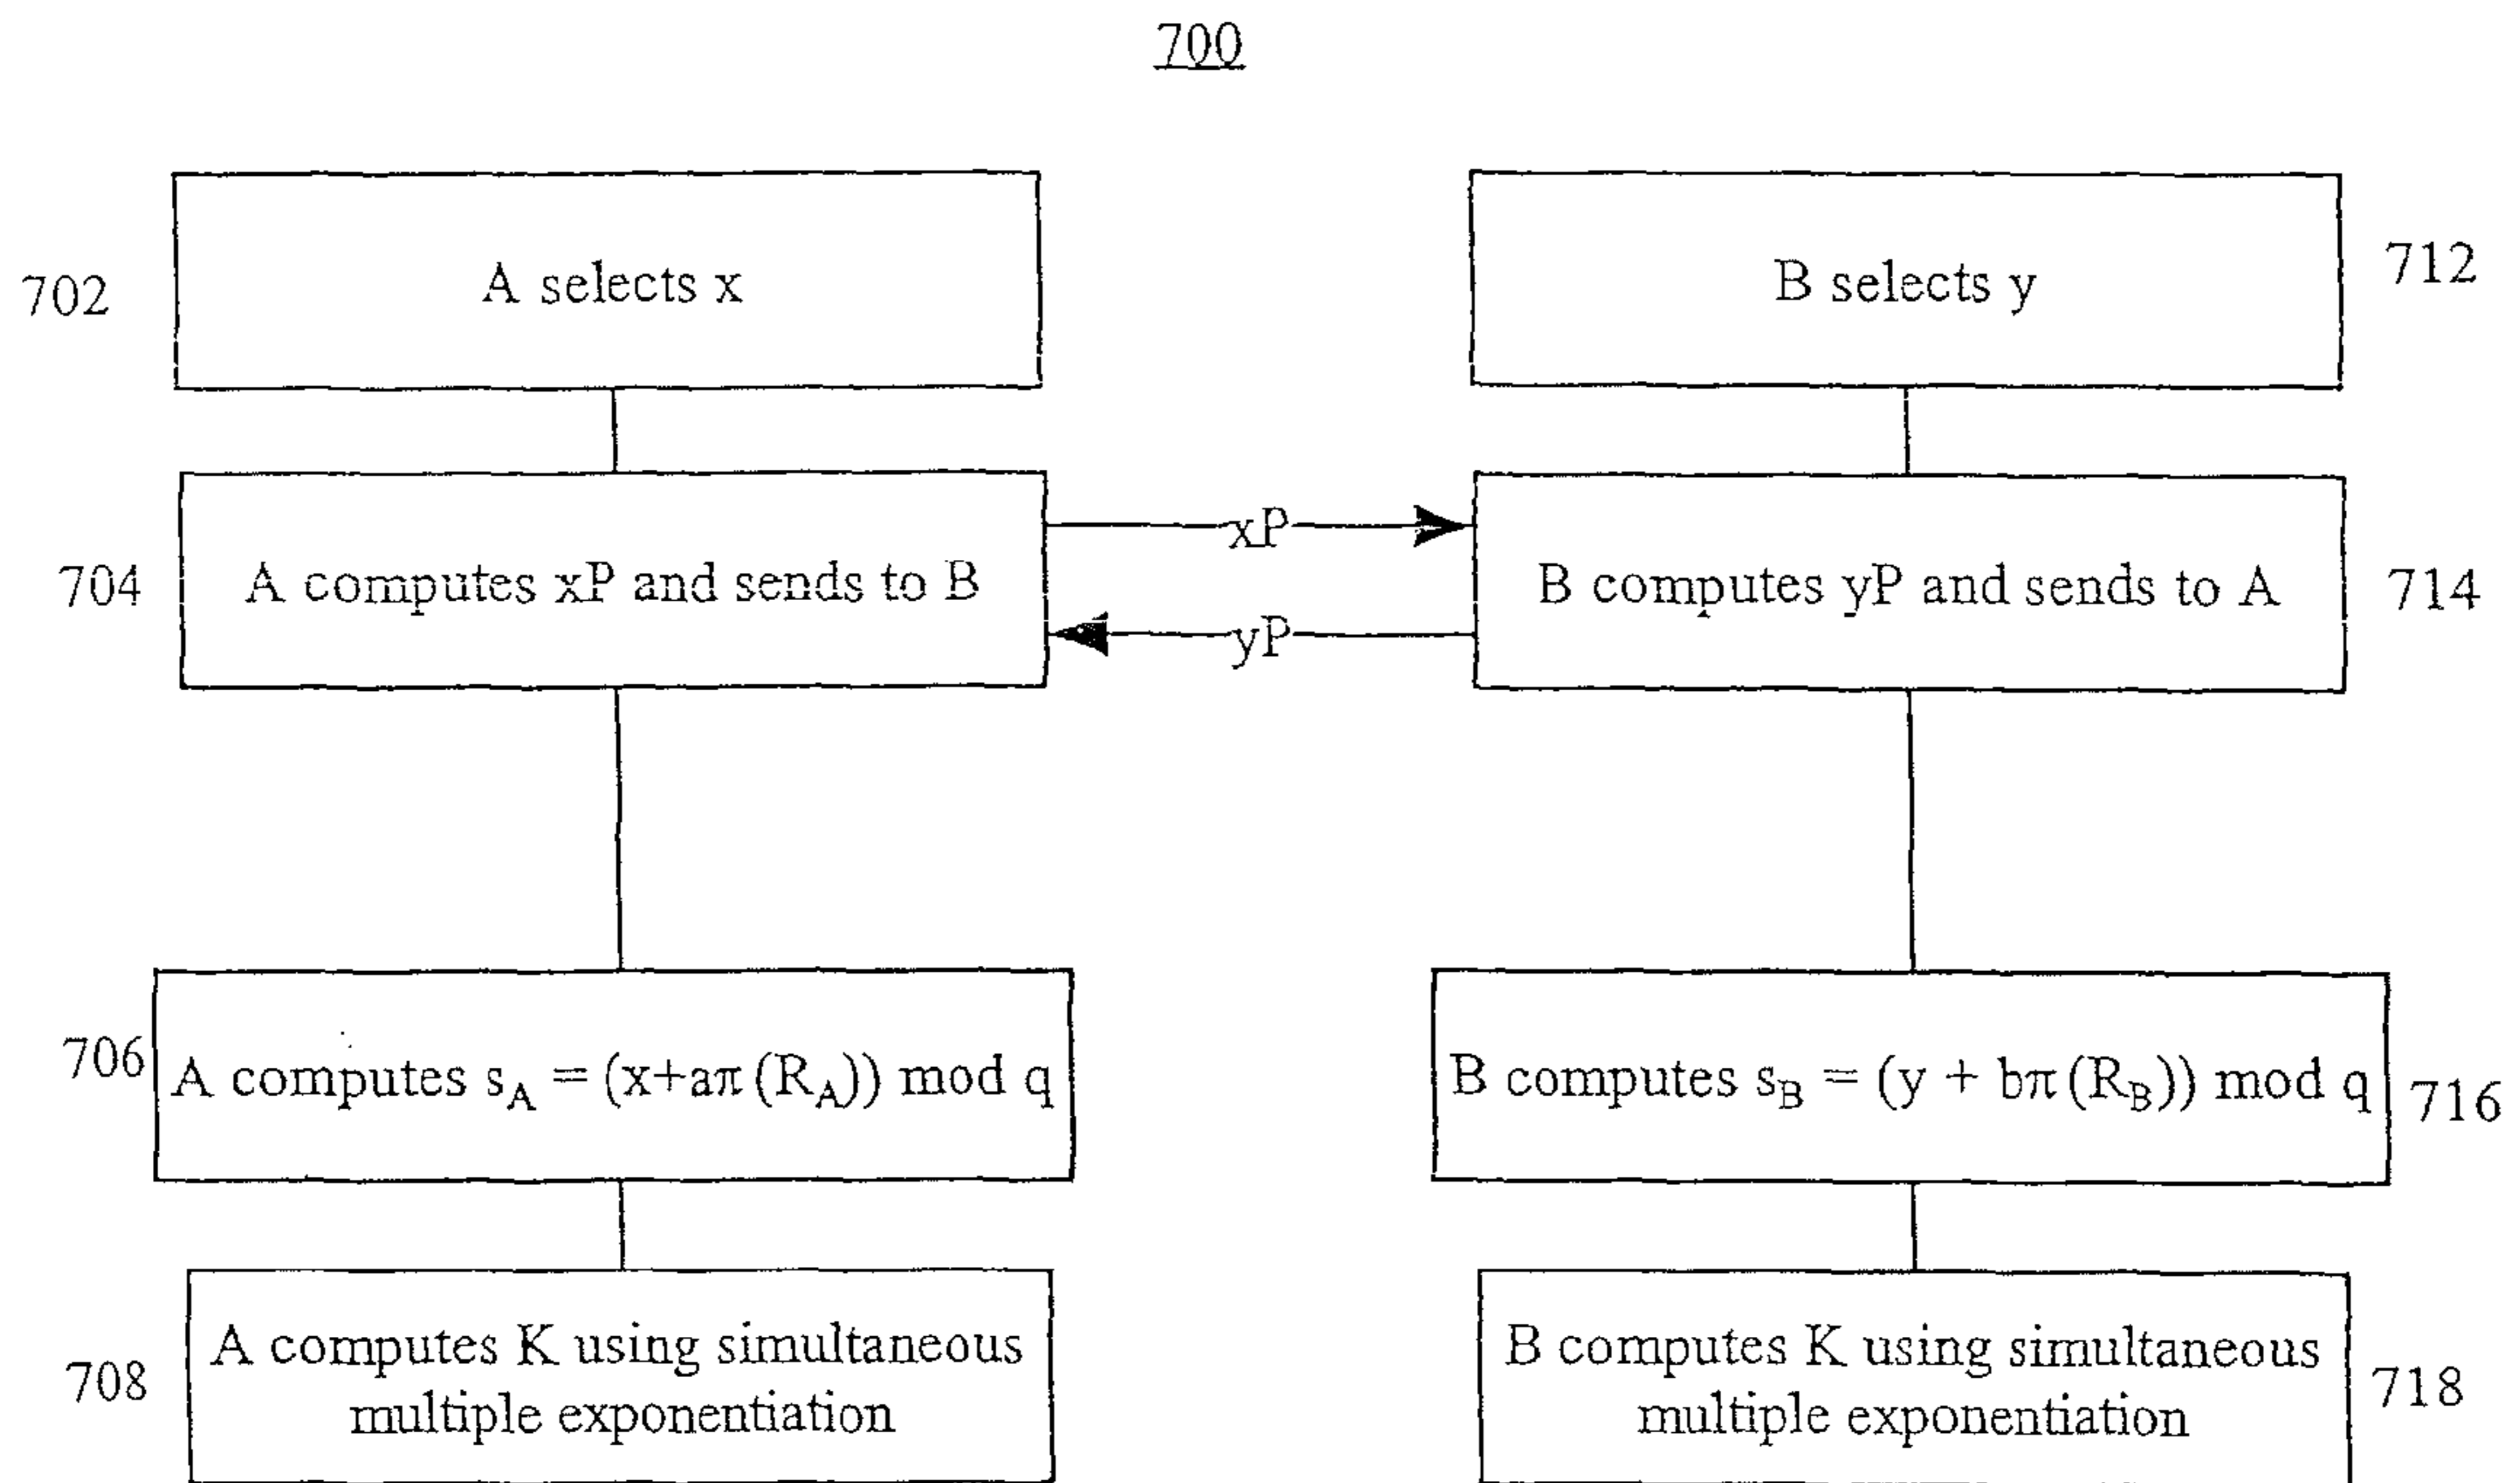 700
702
A selects x
B selects y
712
704
A computes xP and sends to B
xP
yP
B computes yP and sends to A
714
706
A computes s_A = (x+aπ(R_A)) mod q
B computes s_B = (y + bπ(R_B)) mod q
716
708
A computes K using simultaneous
multiple exponentiation
B computes K using simultaneous
multiple exponentiation
718